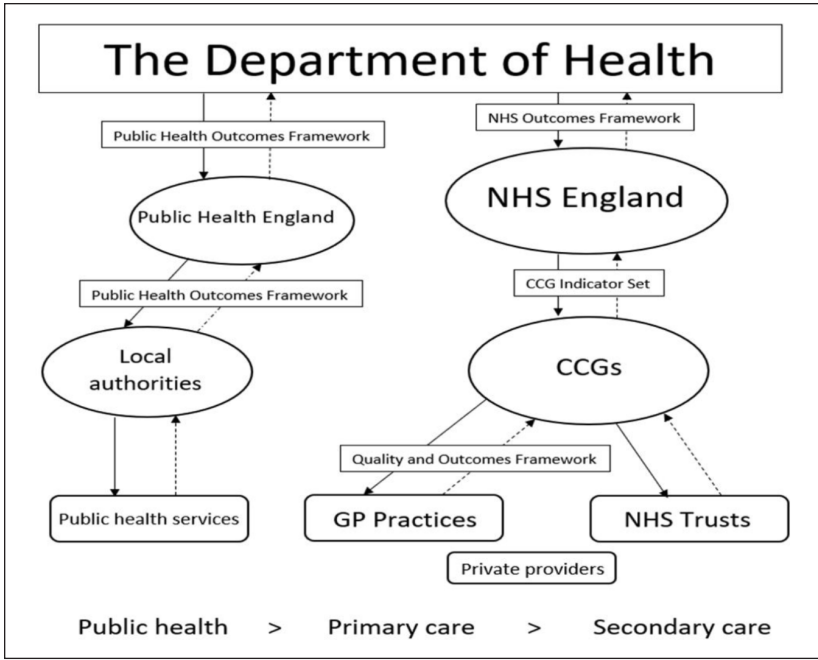 The Department of Health
Public Health Outcomes Framework
NHS Outcomes Framework
Public Health England
NHS England
Public Health Outcomes Framework
CCG Indicator Set
Local
authorities
CCGs
Quality and Outcomes Framework
Public health services
GP Practices
NHS Trusts
Private providers
Public health > Primary care > Secondary care